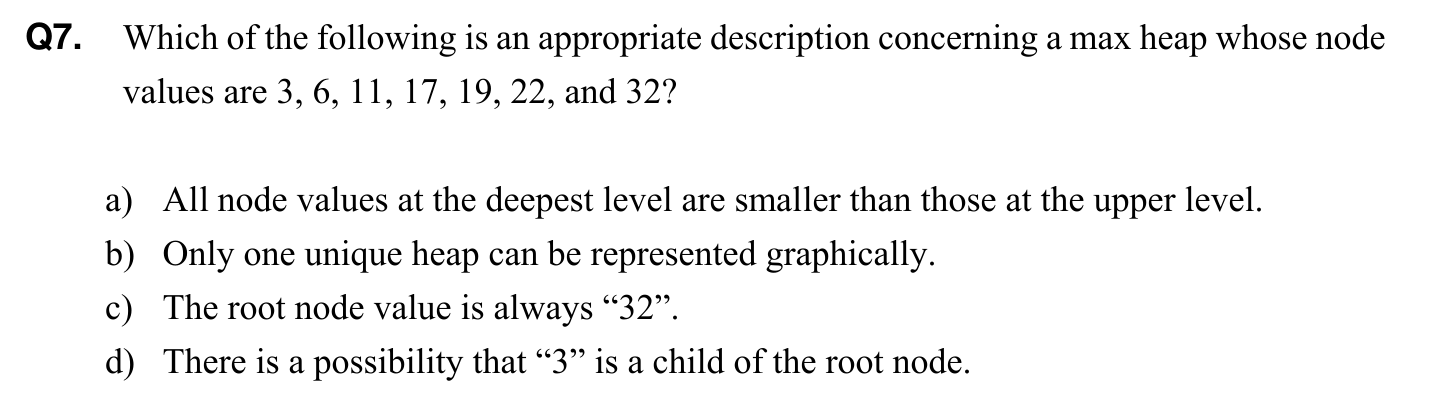 Q7. Which of the following is an appropriate description concerning a max heap whose node
values are 3, 6, 11, 17, 19, 22, and 32?
a) All node values at the deepest level are smaller than those at the upper level.
b) Only one unique heap can be represented graphically.
c) The root node value is always “32”.
d) There is a possibility that “3” is a child of the root node.